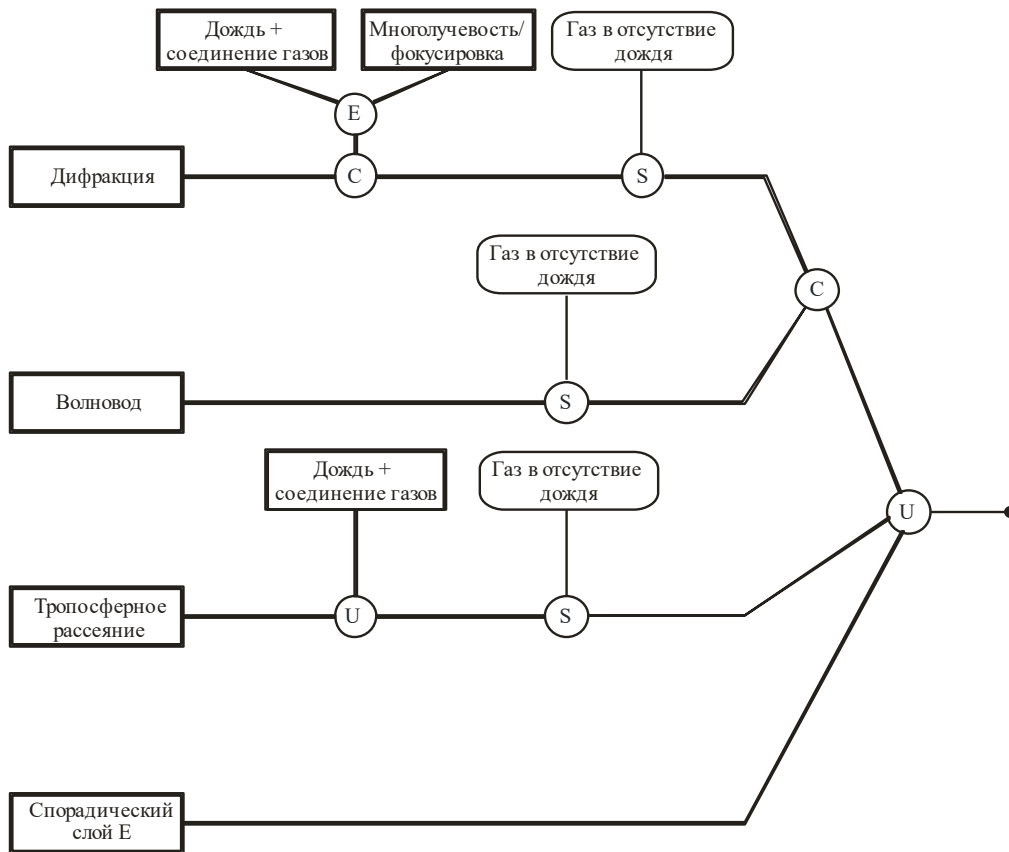 Дождь +
соединение газов
Многолучевость/
фокусировка
Газ в отсутствие
дождя
E
Дифракция
C
S
Газ в отсутствие
дождя
C
Волновод
S
Дождь +
соединение газов
Газ в отсутствие
дождя
U
Тропосферное
рассеяние
U
S
Спорадический
слой E